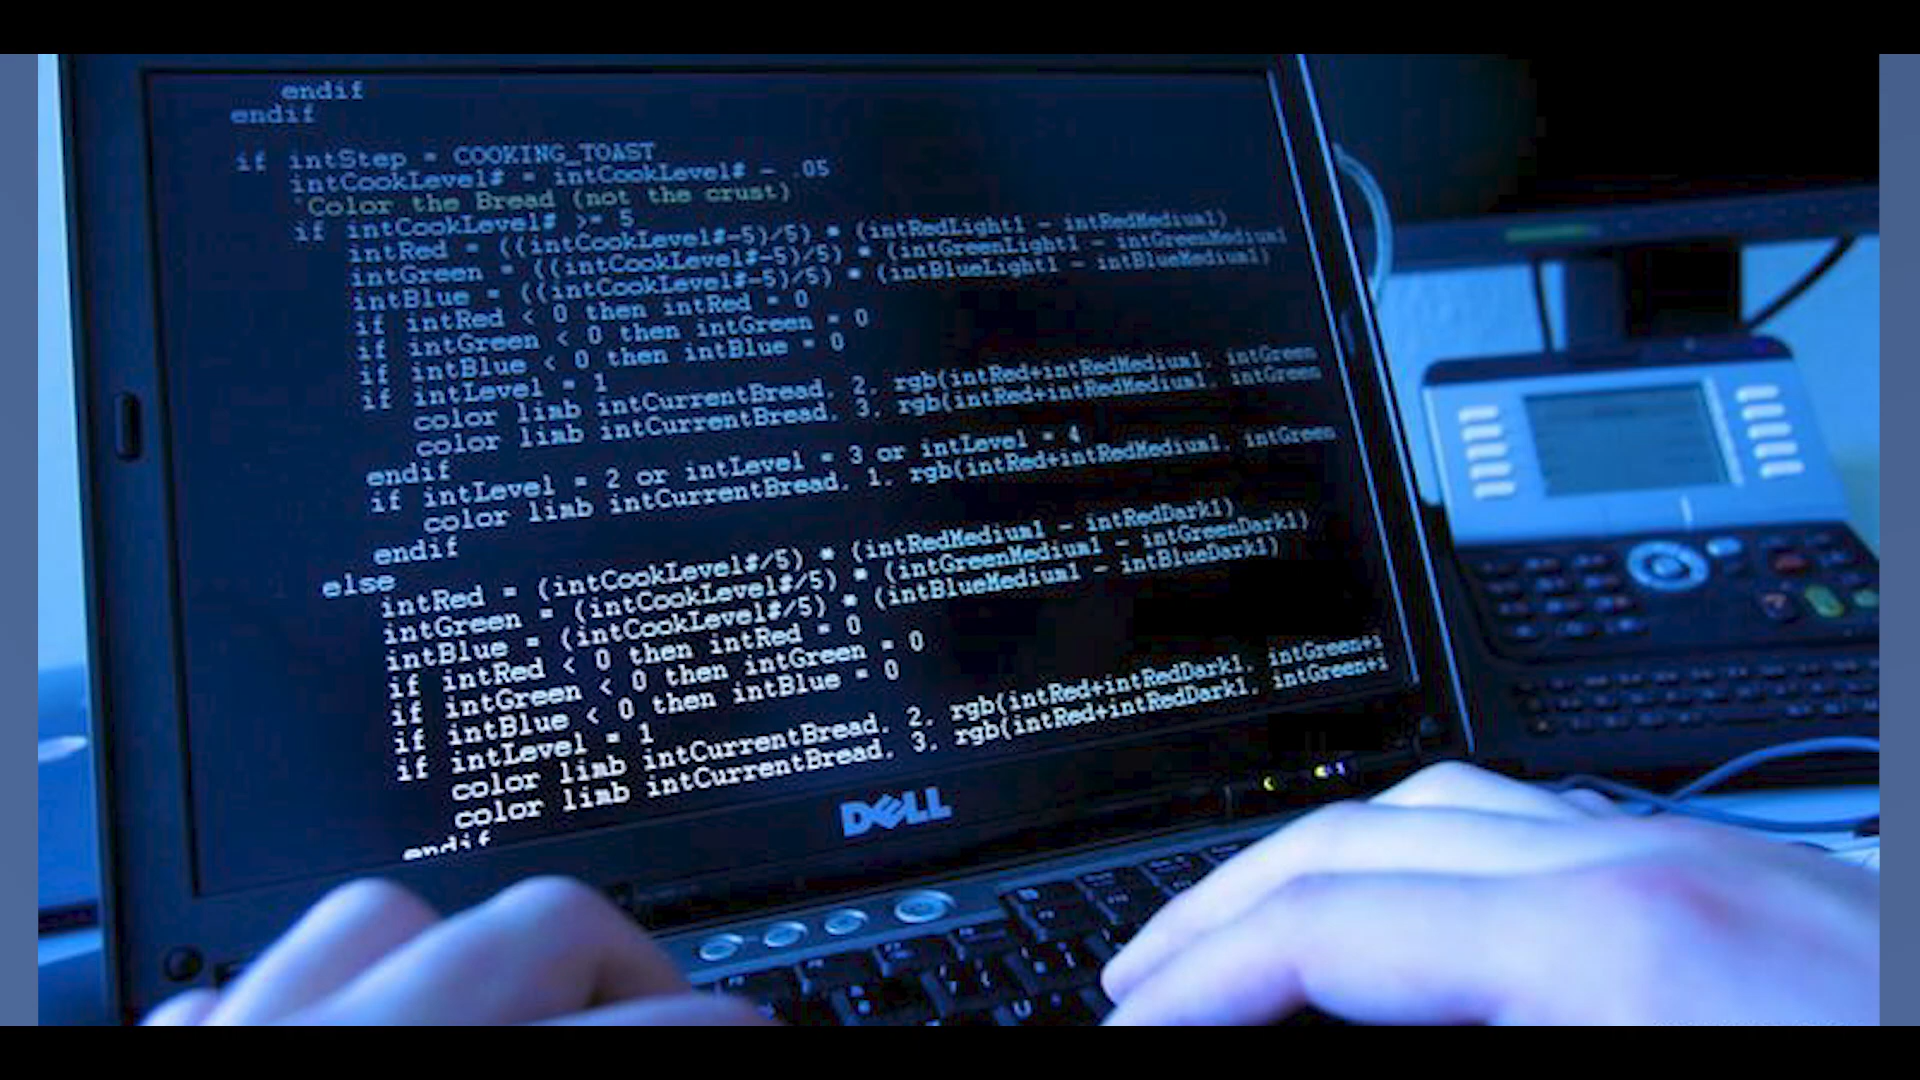 endif
endif
if intStep = COOKING_TOAST
intCookLevel# = intCookLevel# - .05
'Color the Bread (not the crust)
if intCookLevel# >= 5
intRed = ((intCookLevel#-5)/5) * (intRedLight1 - intRedMedium1)
intGreen = ((intCookLevel#-5)/5) * (intGreenLight1 - intGreenMedium1
intBlue = ((intCookLevel#-5)/5) * (intBlueLight1 - intBlueMedium1)
if intRed < 0 then intRed = 0
if intGreen < 0 then intGreen = 0
if intBlue < 0 then intBlue = 0
if intLevel = 1
color limb intCurrentBread, 2, rgb(intRed+intRedMedium1, intGreen
color limb intCurrentBread, 3, rgb(intRed+intRedMedium1, intGreen
endif
if intLevel = 2 or intLevel = 3 or intLevel = 4
color limb intCurrentBread, 1, rgb(intRed+intRedMedium1, intGreen
endif
else
intRed = (intCookLevel#/5) * (intRedMedium1 - intRedDark1)
intGreen = (intCookLevel#/5) * (intGreenMedium1 - intGreenDark1)
intBlue = (intCookLevel#/5) * (intBlueMedium1 - intBlueDark1)
if intRed < 0 then intRed = 0
if intGreen < 0 then intGreen = 0
if intBlue < 0 then intBlue = 0
if intLevel = 1
color limb intCurrentBread, 2, rgb(intRed+intRedDark1, intGreen+i
color limb intCurrentBread, 3, rgb(intRed+intRedDark1, intGreen+i
endif
DELL